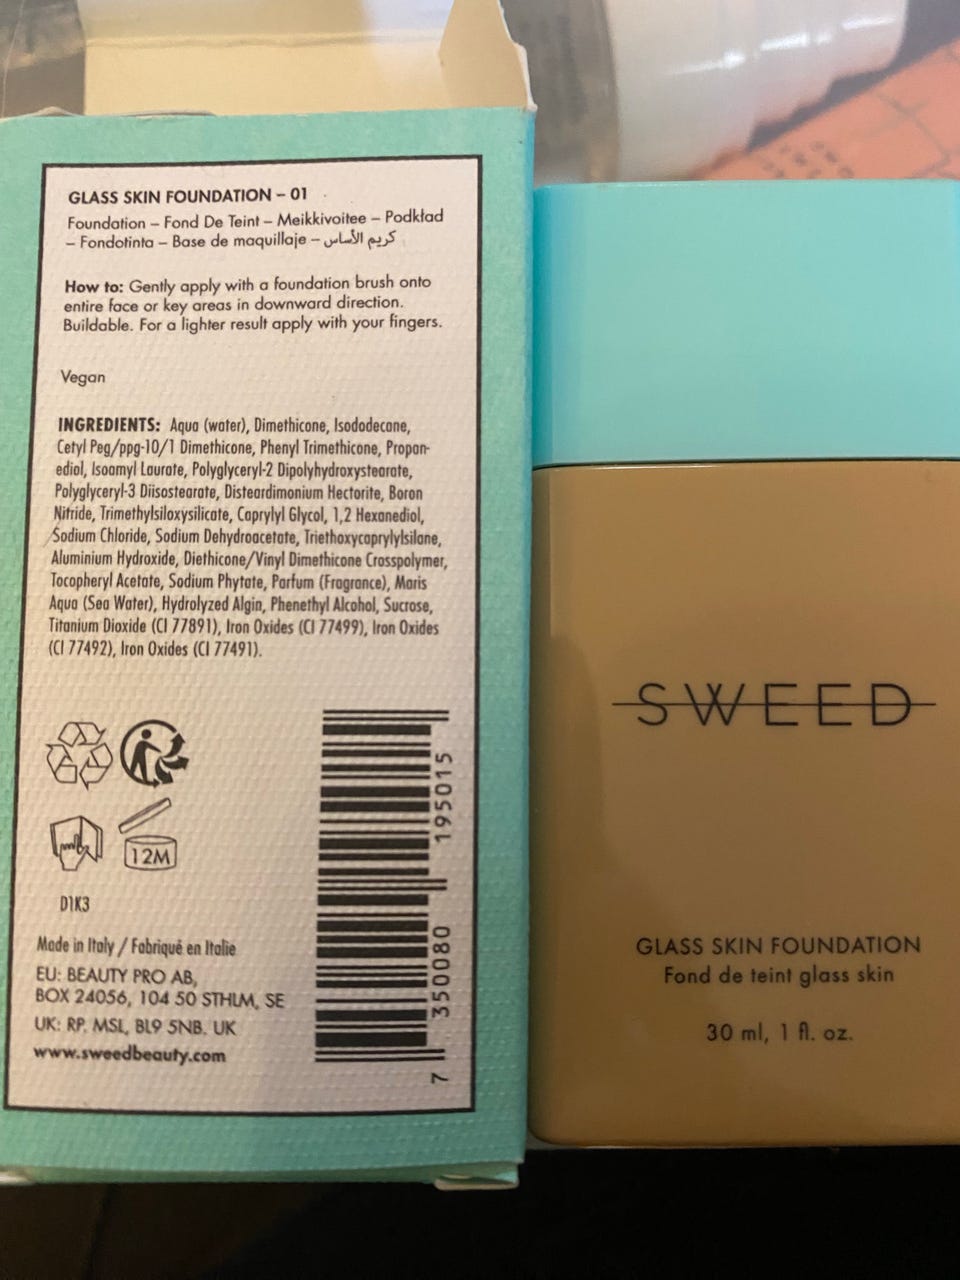 GLASS SKIN FOUNDATION – 01
Foundation – Fond De Teint – Meikkivoitee – Podkład
– Fondotinta – Base de maquillaje – كريم الأساس
How to: Gently apply with a foundation brush onto
entire face or key areas in downward direction.
Buildable. For a lighter result apply with your fingers.
Vegan
INGREDIENTS: Aqua (water), Dimethicone, Isododecane,
Cetyl Peg/ppg-10/1 Dimethicone, Phenyl Trimethicone, Propan-
ediol, Isoamyl Laurate, Polyglyceryl-2 Dipolyhydroxystearate,
Polyglyceryl-3 Diisostearate, Disteardimonium Hectorite, Boron
Nitride, Trimethylsiloxysilicate, Caprylyl Glycol, 1,2 Hexanediol,
Sodium Chloride, Sodium Dehydroacetate, Triethoxycaprylylsilane,
Aluminium Hydroxide, Diethicone/Vinyl Dimethicone Crosspolymer,
Tocopheryl Acetate, Sodium Phytate, Parfum (Fragrance), Maris
Aqua (Sea Water), Hydrolyzed Algin, Phenethyl Alcohol, Sucrose,
Titanium Dioxide (CI 77891), Iron Oxides (CI 77499), Iron Oxides
(CI 77492), Iron Oxides (CI 77491).
12M
D1K3
Made in Italy / Fabriqué en Italie
EU: BEAUTY PRO AB,
BOX 24056, 104 50 STHLM, SE
UK: RP. MSL, BL9 5NB. UK
www.sweedbeauty.com
7 350080 195015
SWEED
GLASS SKIN FOUNDATION
Fond de teint glass skin
30 ml, 1 fl. oz.